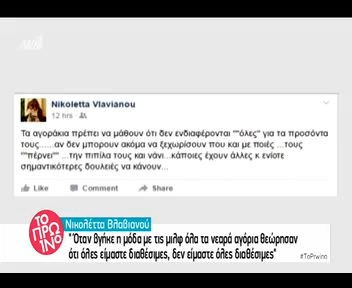 ΑΝΤ1
Nikoletta Vlavianou
12 hrs ·
Τα αγοράκια πρέπει να μάθουν ότι δεν ενδιαφέρονται ""όλες" για τα προσόντα
τους......αν δεν μπορουν ακόμα να ξεχωρίσουν που και με ποιές ...τους
""πέρνει"" ...την πιπίλα τους και νάνι...κάποιες έχουν άλλες κ ενίοτε
σημαντικότερες δουλειές να κάνουν...
Like Comment Share
ΤΟ ΠΡΩΙΝΟ
Νικολέττα Βλαβιανού
"Όταν βγήκε η μόδα με τις μιλφ όλα τα νεαρά αγόρια θεώρησαν
ότι όλες είμαστε διαθέσιμες, δεν είμαστε όλες διαθέσιμες"
#ToPrwino